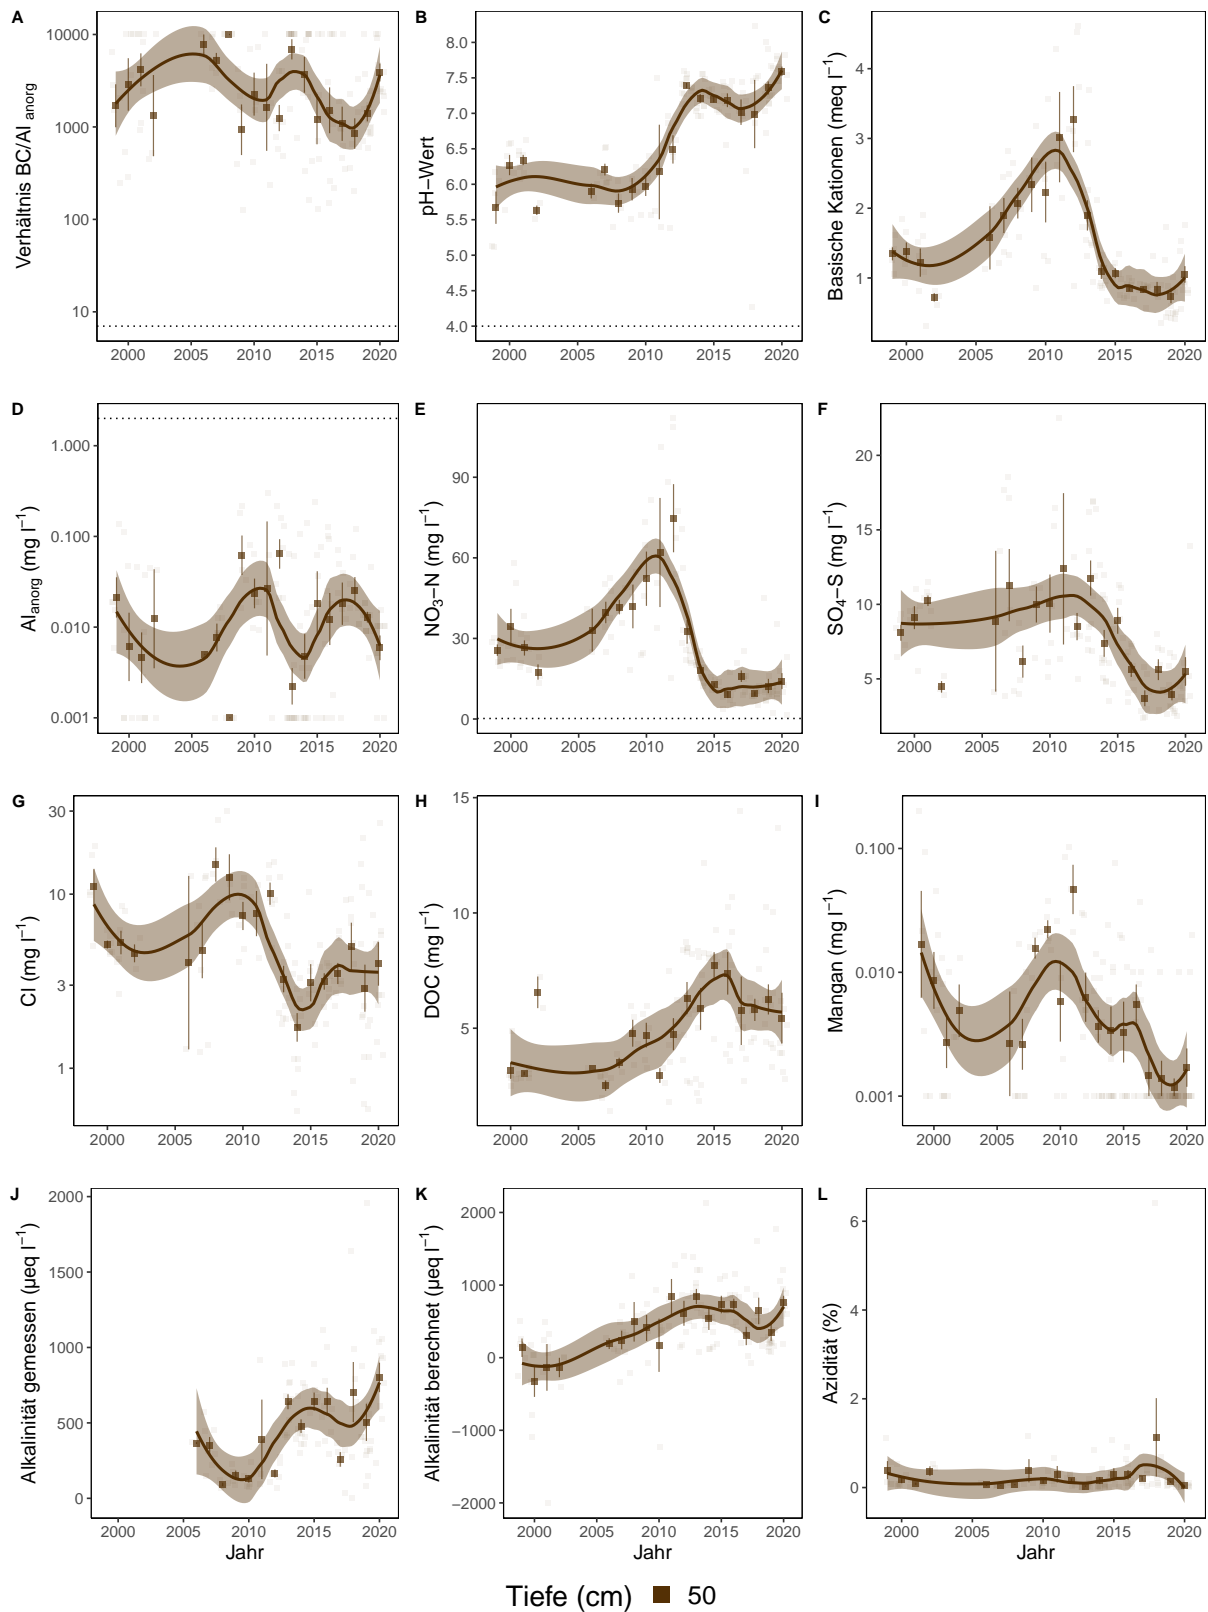 A
Verhältnis BC/Al anorg
10000
1000
100
10
2000 2005 2010 2015 2020
B
pH−Wert
8.0
7.5
7.0
6.5
6.0
5.5
5.0
4.5
4.0
2000 2005 2010 2015 2020
C
Basische Kationen (meq l−1)
4
3
2
1
2000 2005 2010 2015 2020
D
Alanorg (mg l−1)
1.000
0.100
0.010
0.001
2000 2005 2010 2015 2020
E
NO3−N (mg l−1)
90
60
30
0
2000 2005 2010 2015 2020
F
SO4−S (mg l−1)
20
15
10
5
2000 2005 2010 2015 2020
G
Cl (mg l−1)
30
10
3
1
2000 2005 2010 2015 2020
H
DOC (mg l−1)
15
10
5
2000 2005 2010 2015 2020
I
Mangan (mg l−1)
0.100
0.010
0.001
2000 2005 2010 2015 2020
J
Alkalinität gemessen (µeq l−1)
2000
1500
1000
500
0
2000 2005 2010 2015 2020
Jahr
K
Alkalinität berechnet (µeq l−1)
2000
1000
0
−1000
−2000
2000 2005 2010 2015 2020
Jahr
L
Azidität (%)
6
4
2
0
2000 2005 2010 2015 2020
Jahr
Tiefe (cm) 50